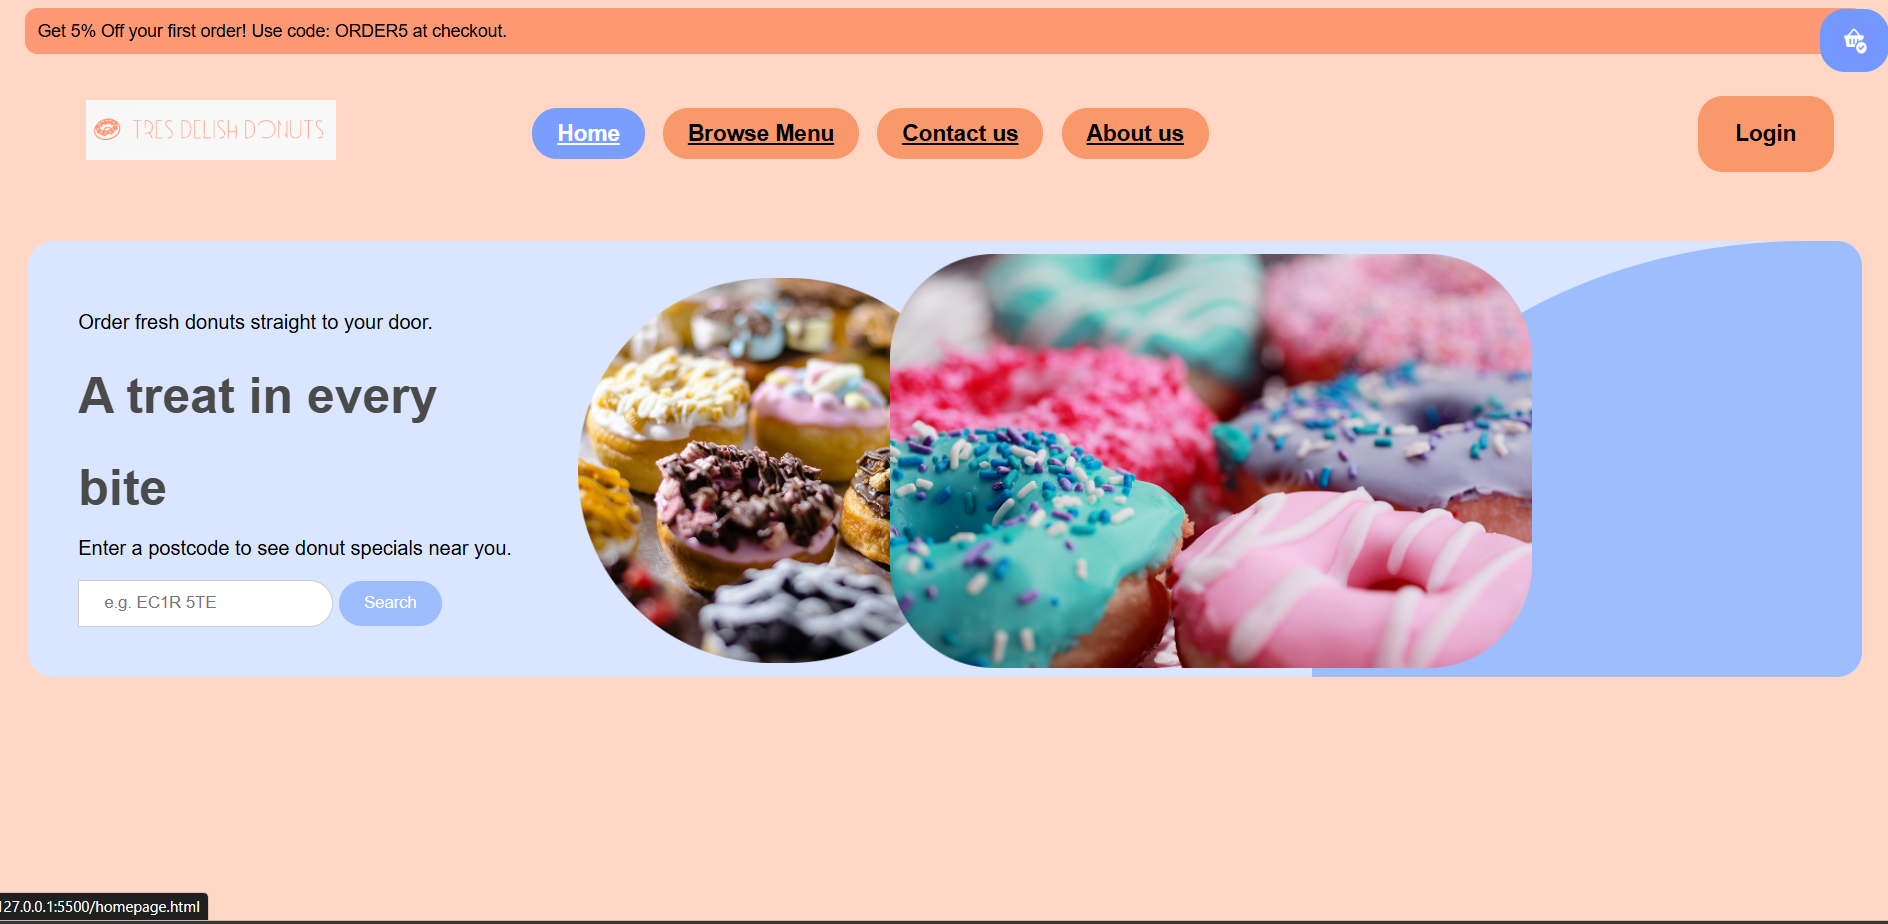 Get 5% Off your first order! Use code: ORDER5 at checkout.
TRES DELISH DONUTS
Home
Browse Menu
Contact us
About us
Login
Order fresh donuts straight to your door.
A treat in every
bite
Enter a postcode to see donut specials near you.
e.g. EC1R 5TE
Search
127.0.0.1:5500/homepage.html